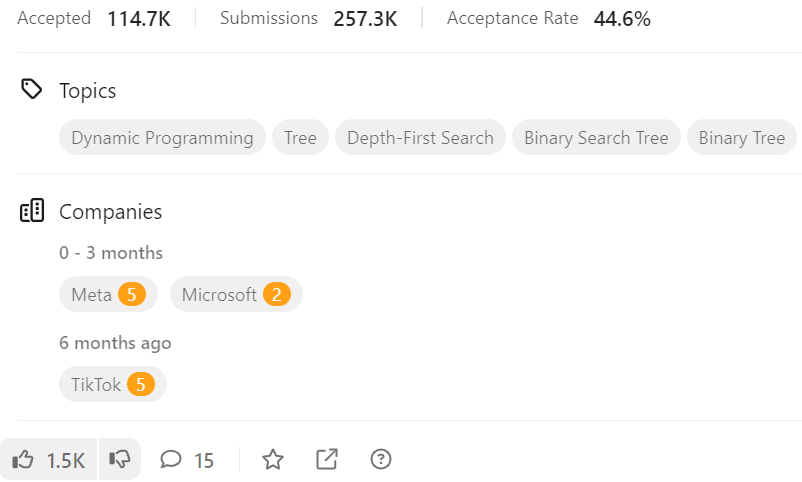 Accepted 114.7K Submissions 257.3K Acceptance Rate 44.6%
Topics
Dynamic Programming Tree Depth-First Search Binary Search Tree Binary Tree
Companies
0 - 3 months
Meta 5 Microsoft 2
6 months ago
TikTok 5
1.5K 15 ?